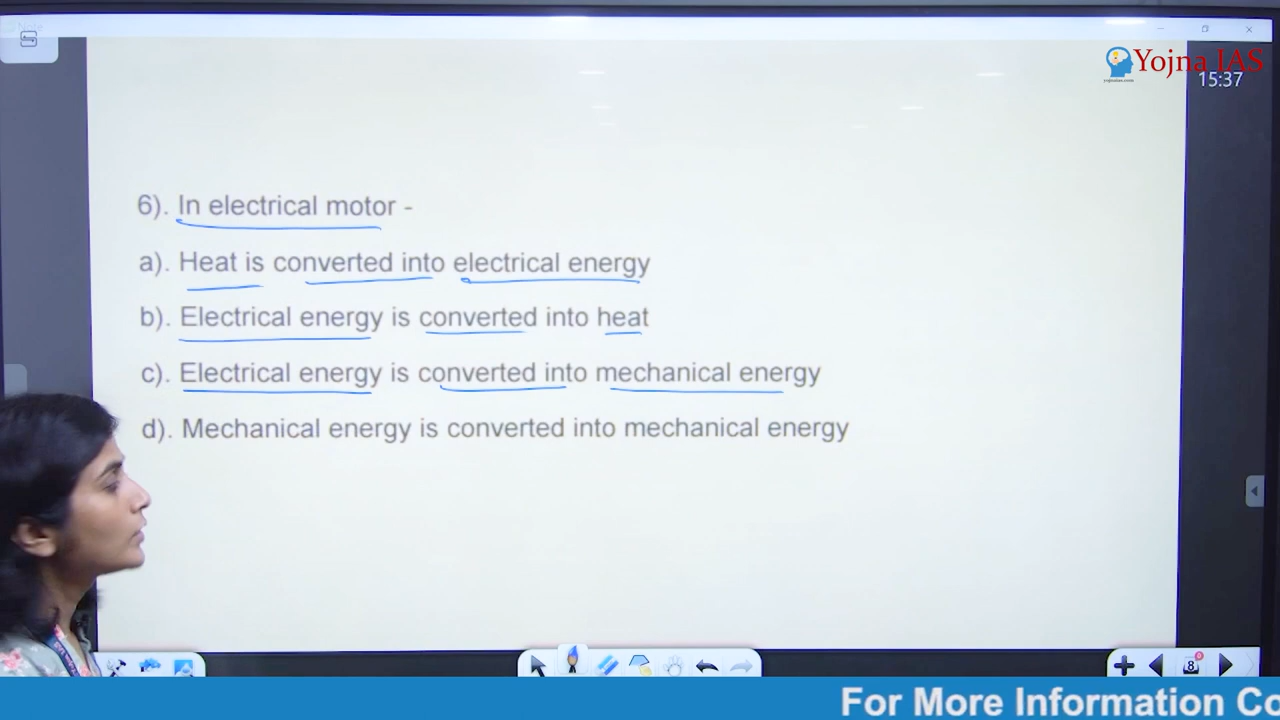 Yojna IAS
yojnaias.com
15:37
6). In electrical motor -
a). Heat is converted into electrical energy
b). Electrical energy is converted into heat
c). Electrical energy is converted into mechanical energy
d). Mechanical energy is converted into mechanical energy
8
For More Information Co